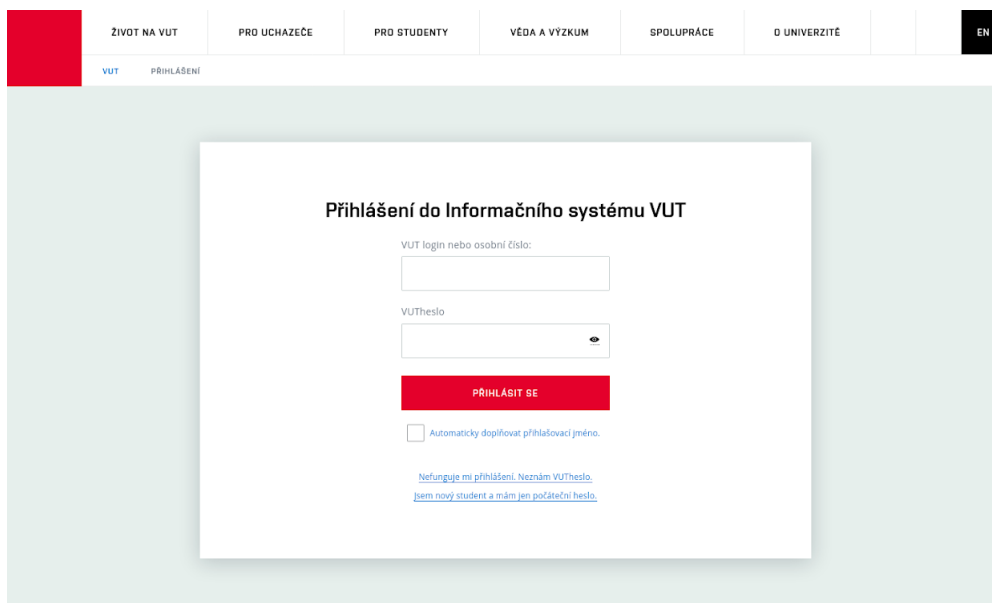 ŽIVOT NA VUT PRO UCHAZEČE PRO STUDENTY VĚDA A VÝZKUM SPOLUPRÁCE O UNIVERZITĚ EN
VUT PŘIHLÁŠENÍ
Přihlášení do Informačního systému VUT
VUT login nebo osobní číslo:
VUTheslo
PŘIHLÁSIT SE
Automaticky doplňovat přihlašovací jméno.
Nefunguje mi přihlášení. Neznám VUTheslo.
Jsem nový student a mám jen počáteční heslo.